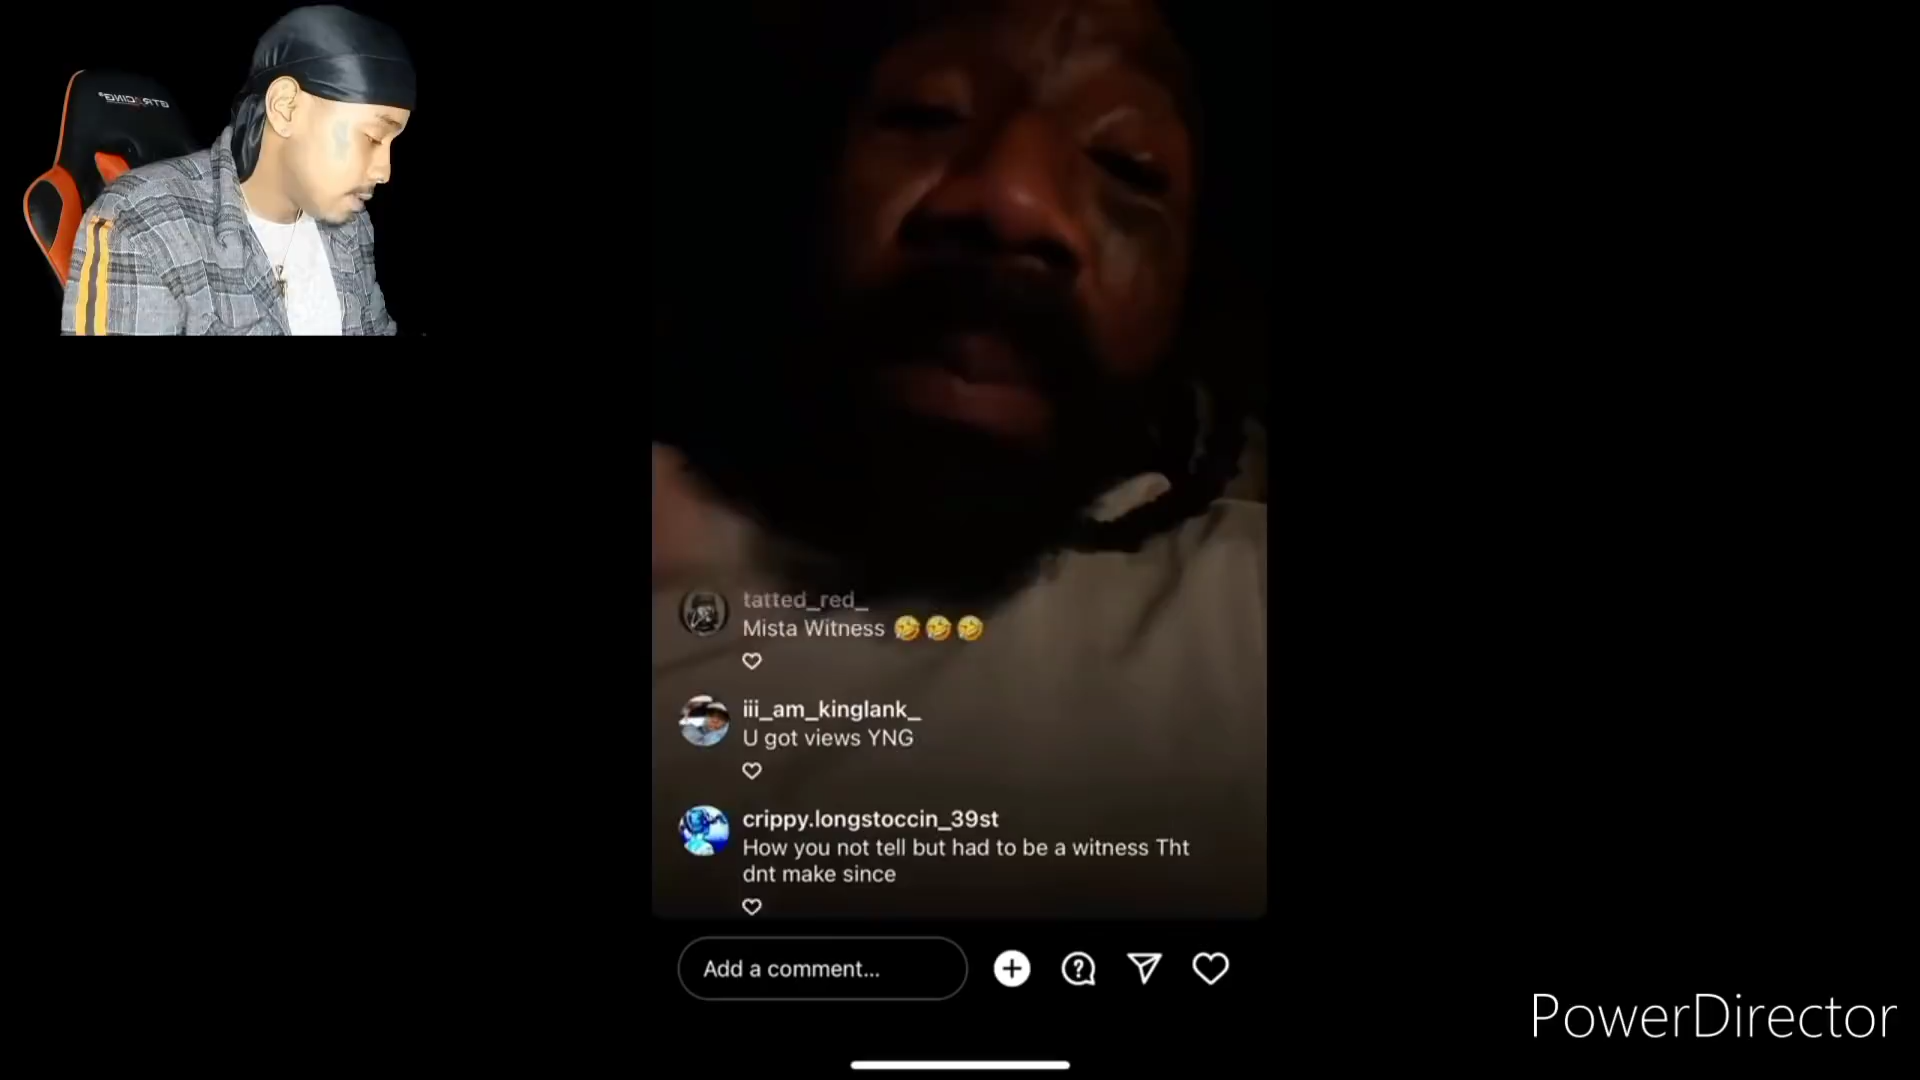 GTRACING
tatted_red_
Mista Witness 🤣🤣🤣
iii_am_kinglank_
U got views YNG
crippy.longstoccin_39st
How you not tell but had to be a witness Tht
dnt make since
Add a comment...
PowerDirector